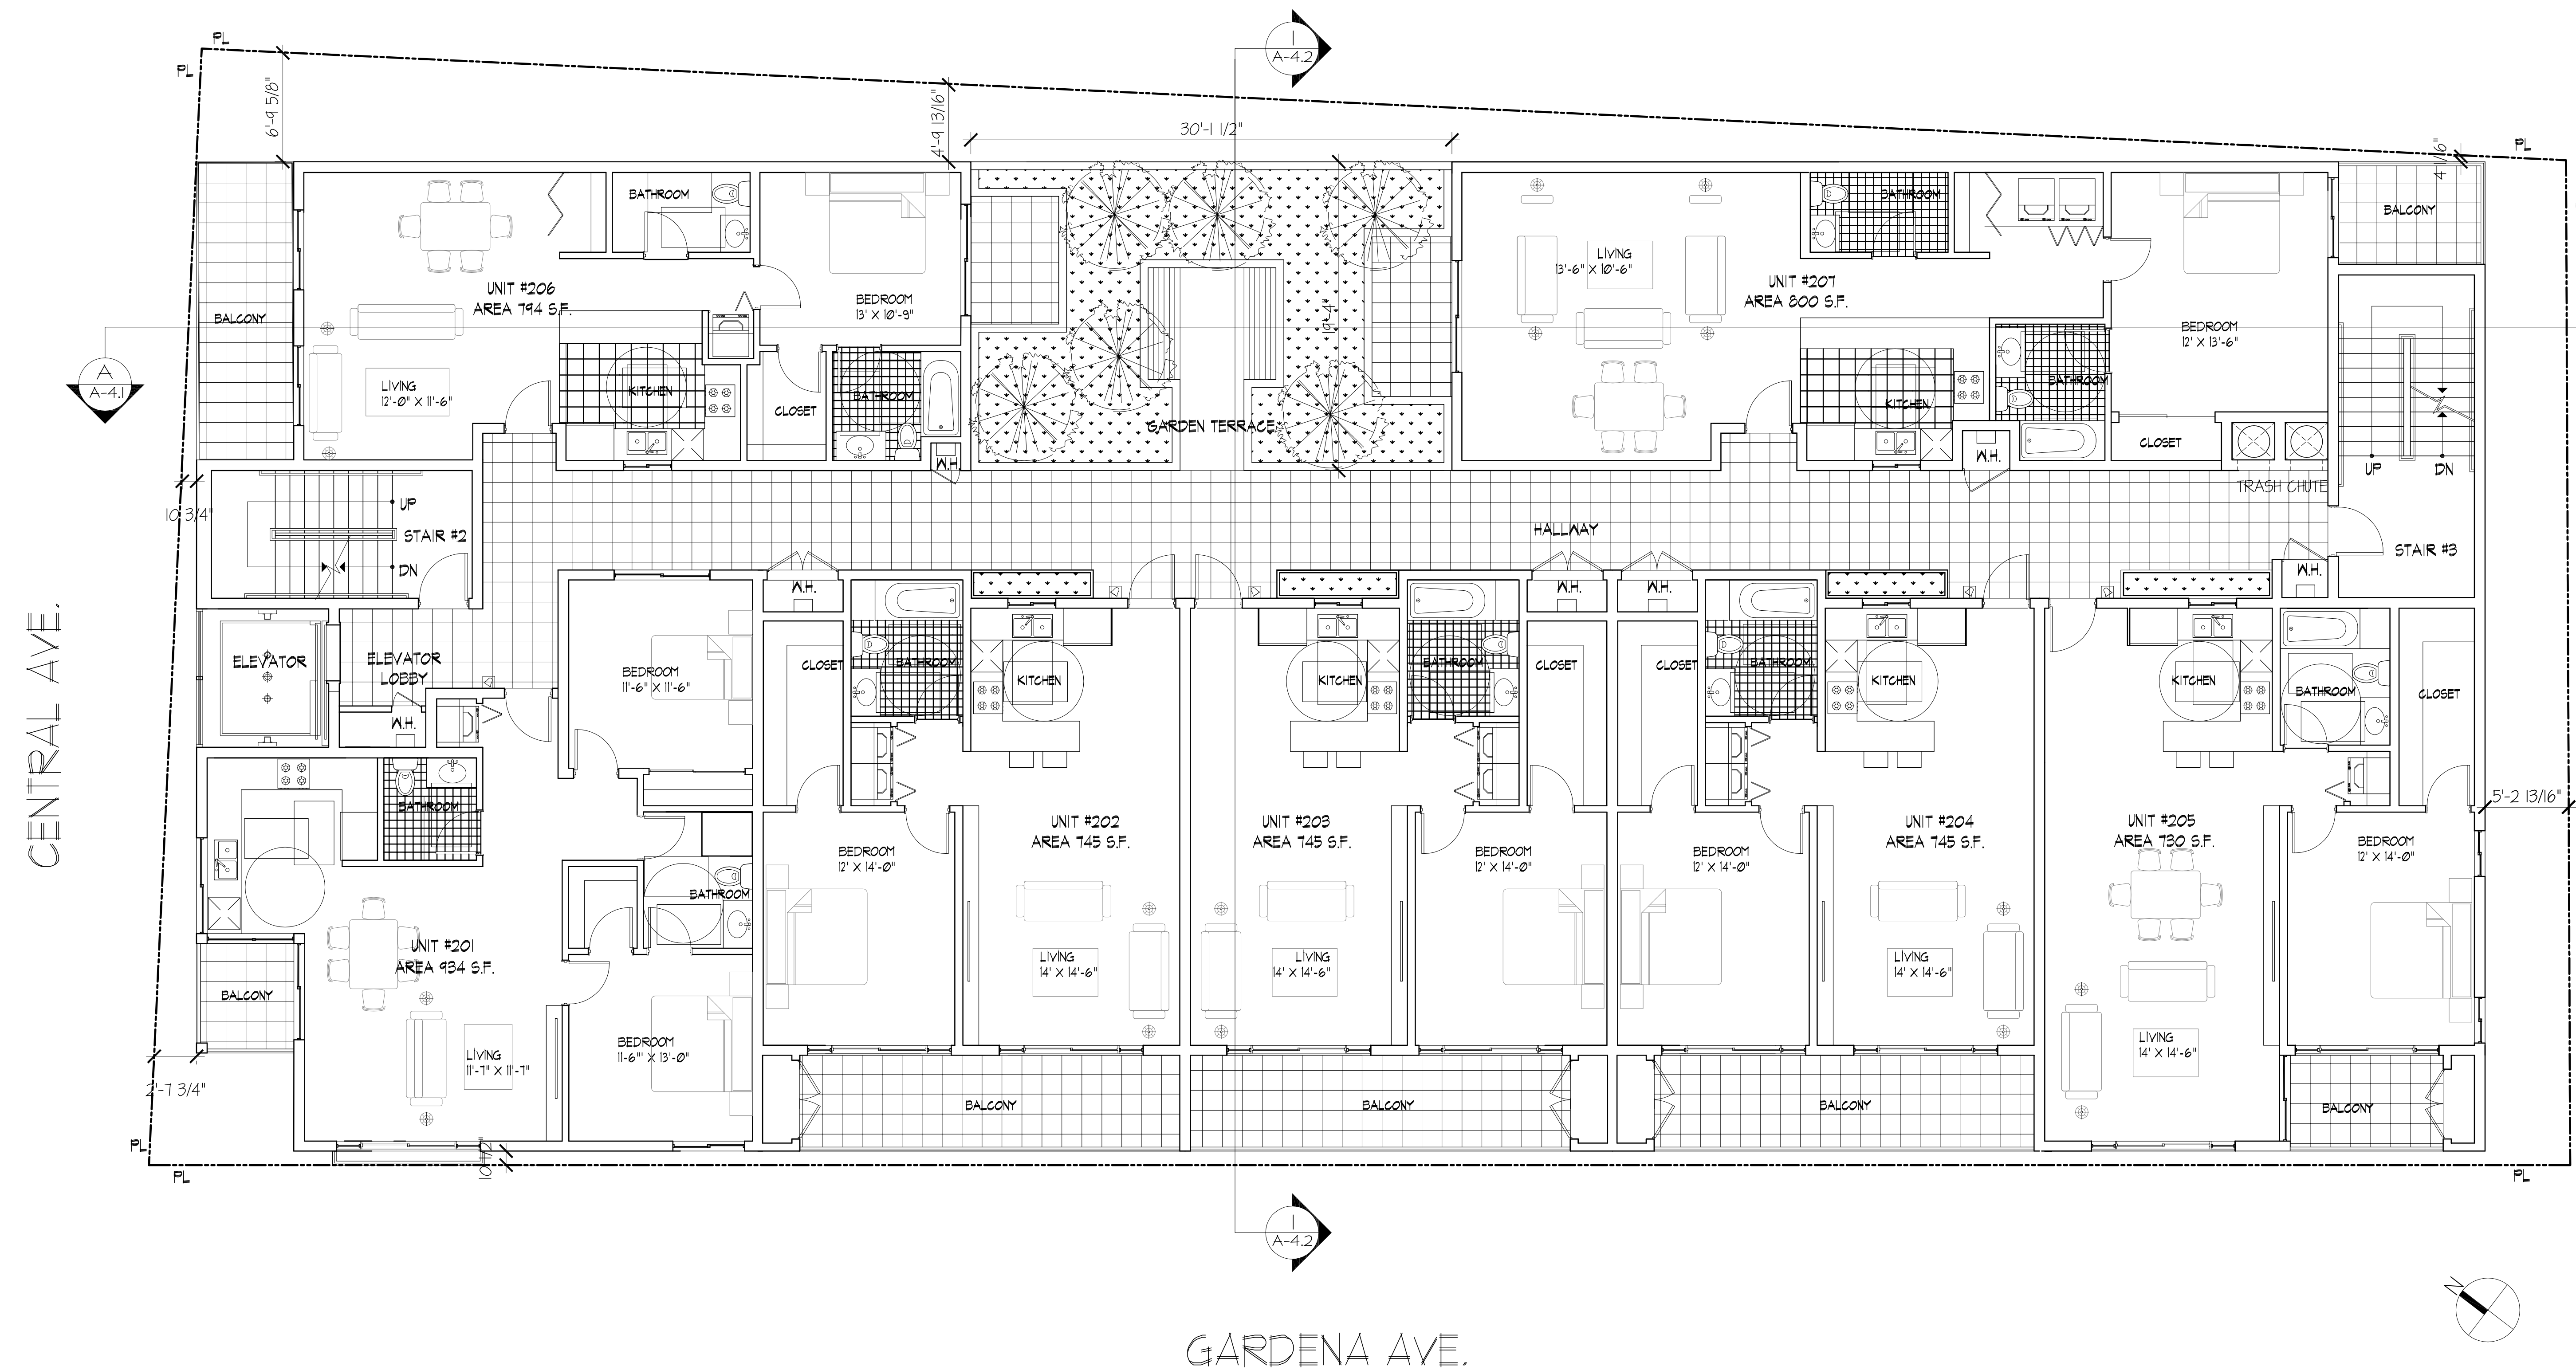 PL
PL
6'-9 5/8"
4'-9 13/16"
30'-1 1/2"
1
A-4.2
4 1/16"
PL
BATHROOM
UNIT #206
AREA 794 S.F.
BALCONY
BEDROOM
13' X 10'-9"
LIVING
12'-0" X 11'-6"
KITCHEN
CLOSET
BATHROOM
W.H.
GARDEN TERRACE
19'-4"
LIVING
13'-6" X 10'-6"
BATHROOM
UNIT #207
AREA 800 S.F.
BALCONY
BEDROOM
12' X 13'-6"
KITCHEN
BATHROOM
W.H.
CLOSET
UP
DN
TRASH CHUTE
A
A-4.1
10 3/4"
UP
STAIR #2
DN
HALLWAY
STAIR #3
ELEVATOR
ELEVATOR
LOBBY
W.H.
BEDROOM
11'-6" X 11'-6"
W.H.
CLOSET
BATHROOM
KITCHEN
KITCHEN
BATHROOM
W.H.
CLOSET
W.H.
CLOSET
BATHROOM
KITCHEN
KITCHEN
W.H.
BATHROOM
CLOSET
CENTRAL AVE.
BATHROOM
5'-2 13/16"
UNIT #202
AREA 745 S.F.
UNIT #203
AREA 745 S.F.
UNIT #204
AREA 745 S.F.
UNIT #205
AREA 730 S.F.
BEDROOM
12' X 14'-0"
BEDROOM
12' X 14'-0"
BEDROOM
12' X 14'-0"
BEDROOM
12' X 14'-0"
BATHROOM
UNIT #201
AREA 934 S.F.
BALCONY
LIVING
14' X 14'-6"
LIVING
14' X 14'-6"
LIVING
14' X 14'-6"
LIVING
14' X 14'-6"
LIVING
11'-7" X 11'-7"
BEDROOM
11-6"' X 13'-0"
2'-7 3/4"
BALCONY
BALCONY
BALCONY
BALCONY
10 1/2"
PL
PL
PL
1
A-4.2
N
GARDENA AVE.